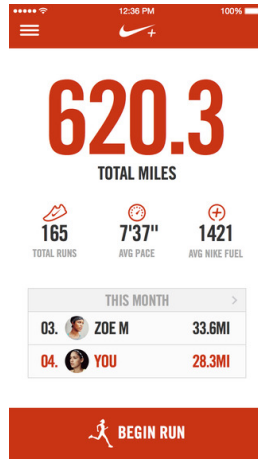 12:36 PM
100%
+
620.3
TOTAL MILES
165
7'37"
1421
TOTAL RUNS
AVG PACE
AVG NIKE FUEL
THIS MONTH
03. ZOE M 33.6MI
04. YOU 28.3MI
BEGIN RUN